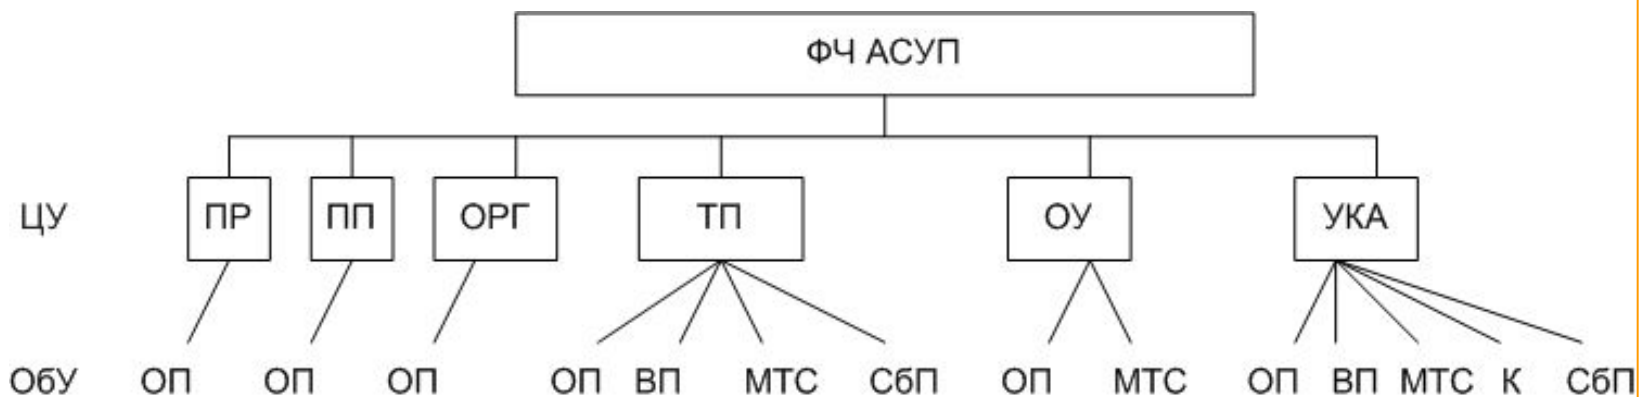 ФЧ АСУП
ЦУ ПР ПП ОРГ ТП ОУ УКА
ОбУ ОП ОП ОП ОП ВП МТС СбП ОП МТС ОП ВП МТС К СбП